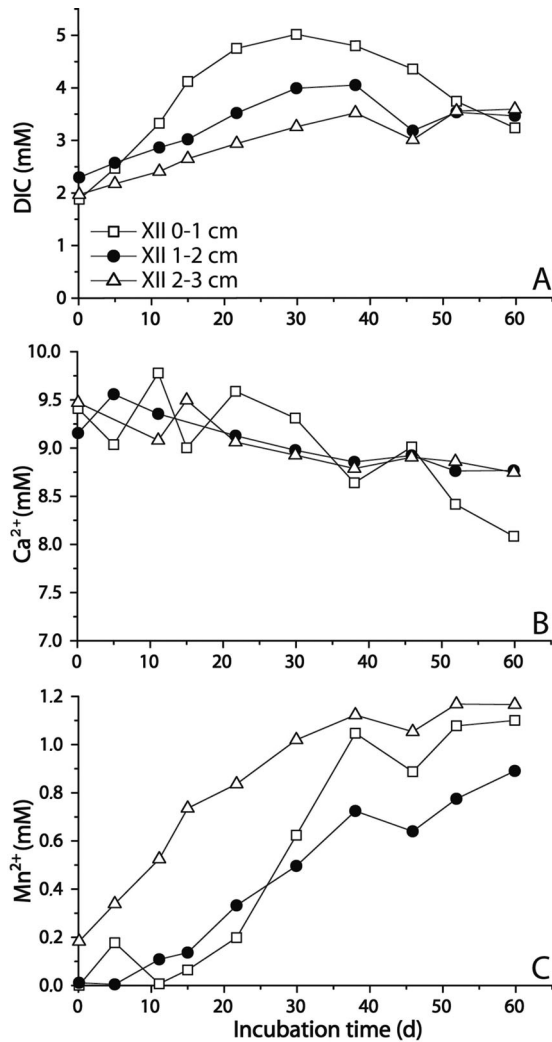 6
5
4
3
2
1
0
DIC (mM)
XII 0-1 cm
XII 1-2 cm
XII 2-3 cm
A
0 10 20 30 40 50 60
10.0
9.5
9.0
8.5
8.0
7.5
7.0
Ca²⁺ (mM)
B
0 10 20 30 40 50 60
1.2
1.0
0.8
0.6
0.4
0.2
0.0
Mn²⁺ (mM)
C
0 10 20 30 40 50 60
Incubation time (d)